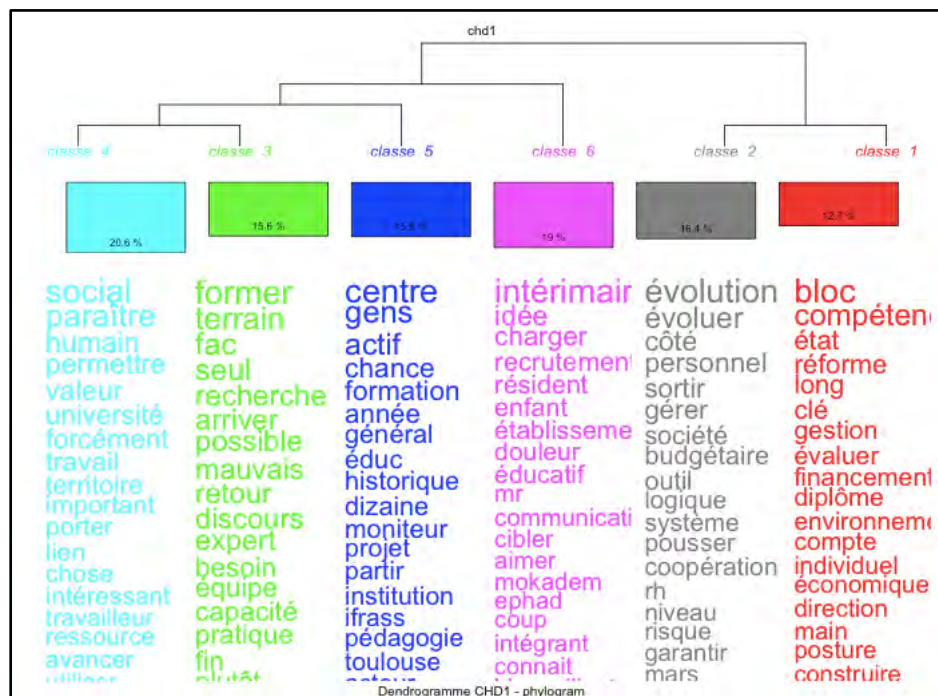 chd1
classe 4
classe 3
classe 5
classe 6
classe 2
classe 1
20.6 %
15.6 %
19 %
16.4 %
12.7 %
social
paraître
humain
permettre
valeur
université
forcément
travail
territoire
important
porter
lien
chose
intéressant
travailleur
ressource
avancer
utiliser
former
terrain
fac
seul
recherche
arriver
possible
mauvais
retour
discours
expert
besoin
équipe
capacité
pratique
fin
plutôt
centre
gens
actif
chance
formation
année
général
éduc
historique
dizaine
moniteur
projet
partir
institution
ifrass
pédagogie
toulouse
acteur
intérimair
idée
charger
recrutement
résident
enfant
établisseme
douleur
éducatif
mr
communicati
cibler
aimer
mokadem
ephad
coup
intégrant
connait
évolution
évoluer
côté
personnel
sortir
gérer
société
budgétaire
outil
logique
système
pousser
coopération
rh
niveau
risque
garantir
mars
bloc
compéten
état
réforme
long
clé
gestion
évaluer
financement
diplôme
environneme
compte
individuel
économique
direction
main
posture
construire
Dendrogramme CHD1 - phylogram